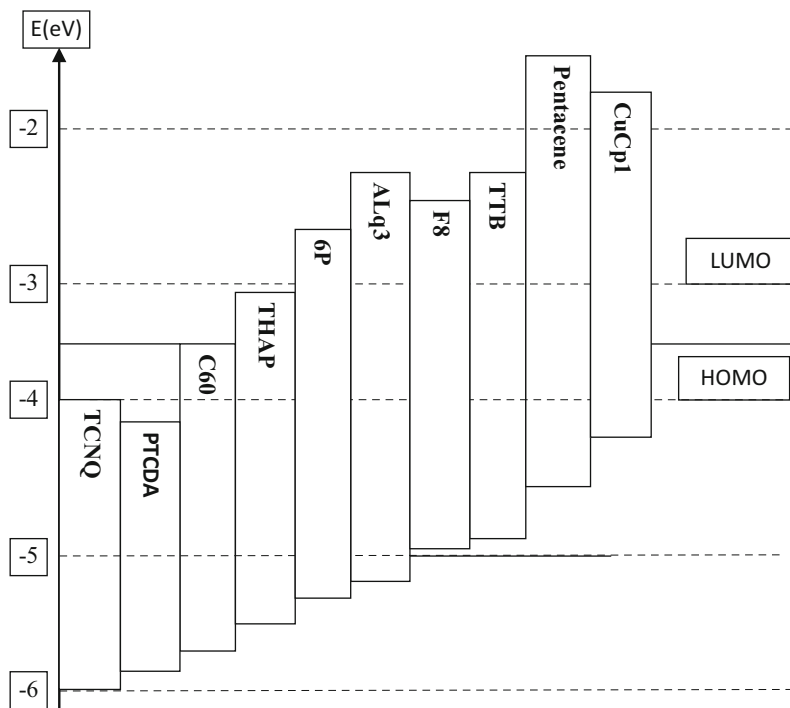 E(eV)
-2
-3
-4
-5
-6
TCNQ
PTCDA
C60
THAP
6P
ALq3
F8
TTB
Pentacene
CuCp1
LUMO
HOMO